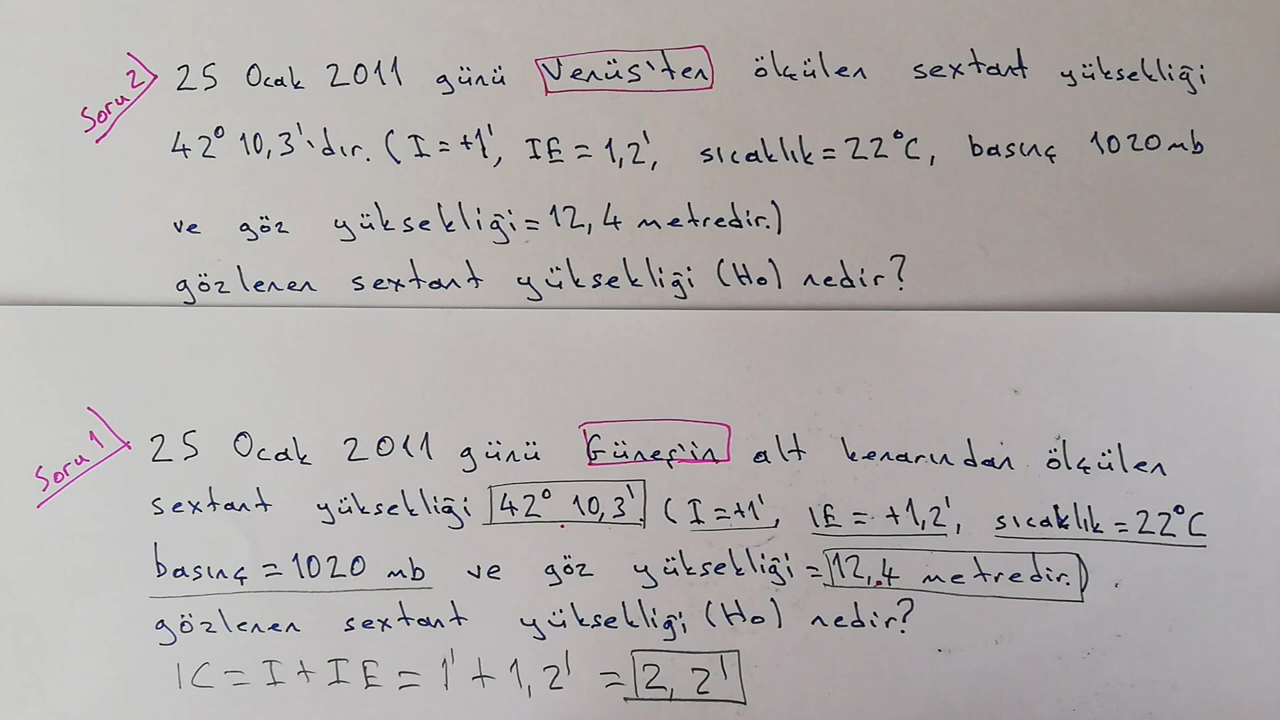 Soru 2
25 Ocak 2011 günü Venüs'ten ölçülen sextant yüksekliği
42° 10,3' dır. (I=+1', IE=1,2', sıcaklık=22°C, basınç 1020 mb
ve göz yüksekliği=12,4 metredir.)
gözlenen sextant yüksekliği (Ho) nedir?
Soru 1
25 Ocak 2011 günü Güneş'in alt kenarından ölçülen
sextant yüksekliği 42° 10,3' (I=+1', IE=+1,2', sıcaklık=22°C
basınç=1020 mb ve göz yüksekliği=12,4 metredir.)
gözlenen sextant yüksekliği (Ho) nedir?
IC=I+IE=1'+1,2'=2,2'